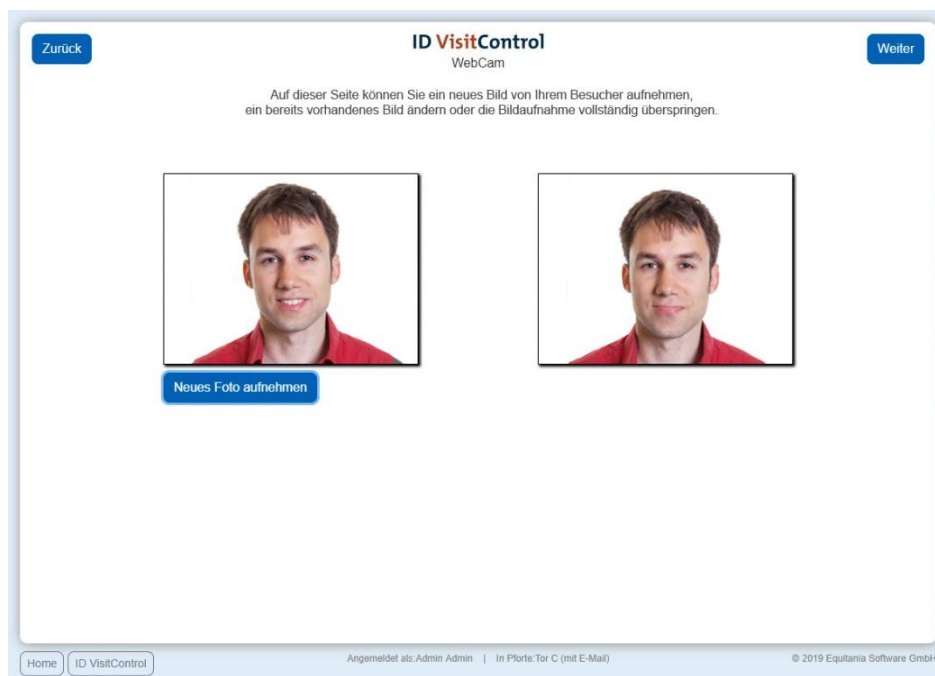 Zurück
ID VisitControl
Weiter
WebCam
Auf dieser Seite können Sie ein neues Bild von Ihrem Besucher aufnehmen,
ein bereits vorhandenes Bild ändern oder die Bildaufnahme vollständig überspringen.
Neues Foto aufnehmen
Home
ID VisitControl
Angemeldet als:Admin Admin | In Pforte:Tor C (mit E-Mail)
© 2019 Equitania Software GmbH